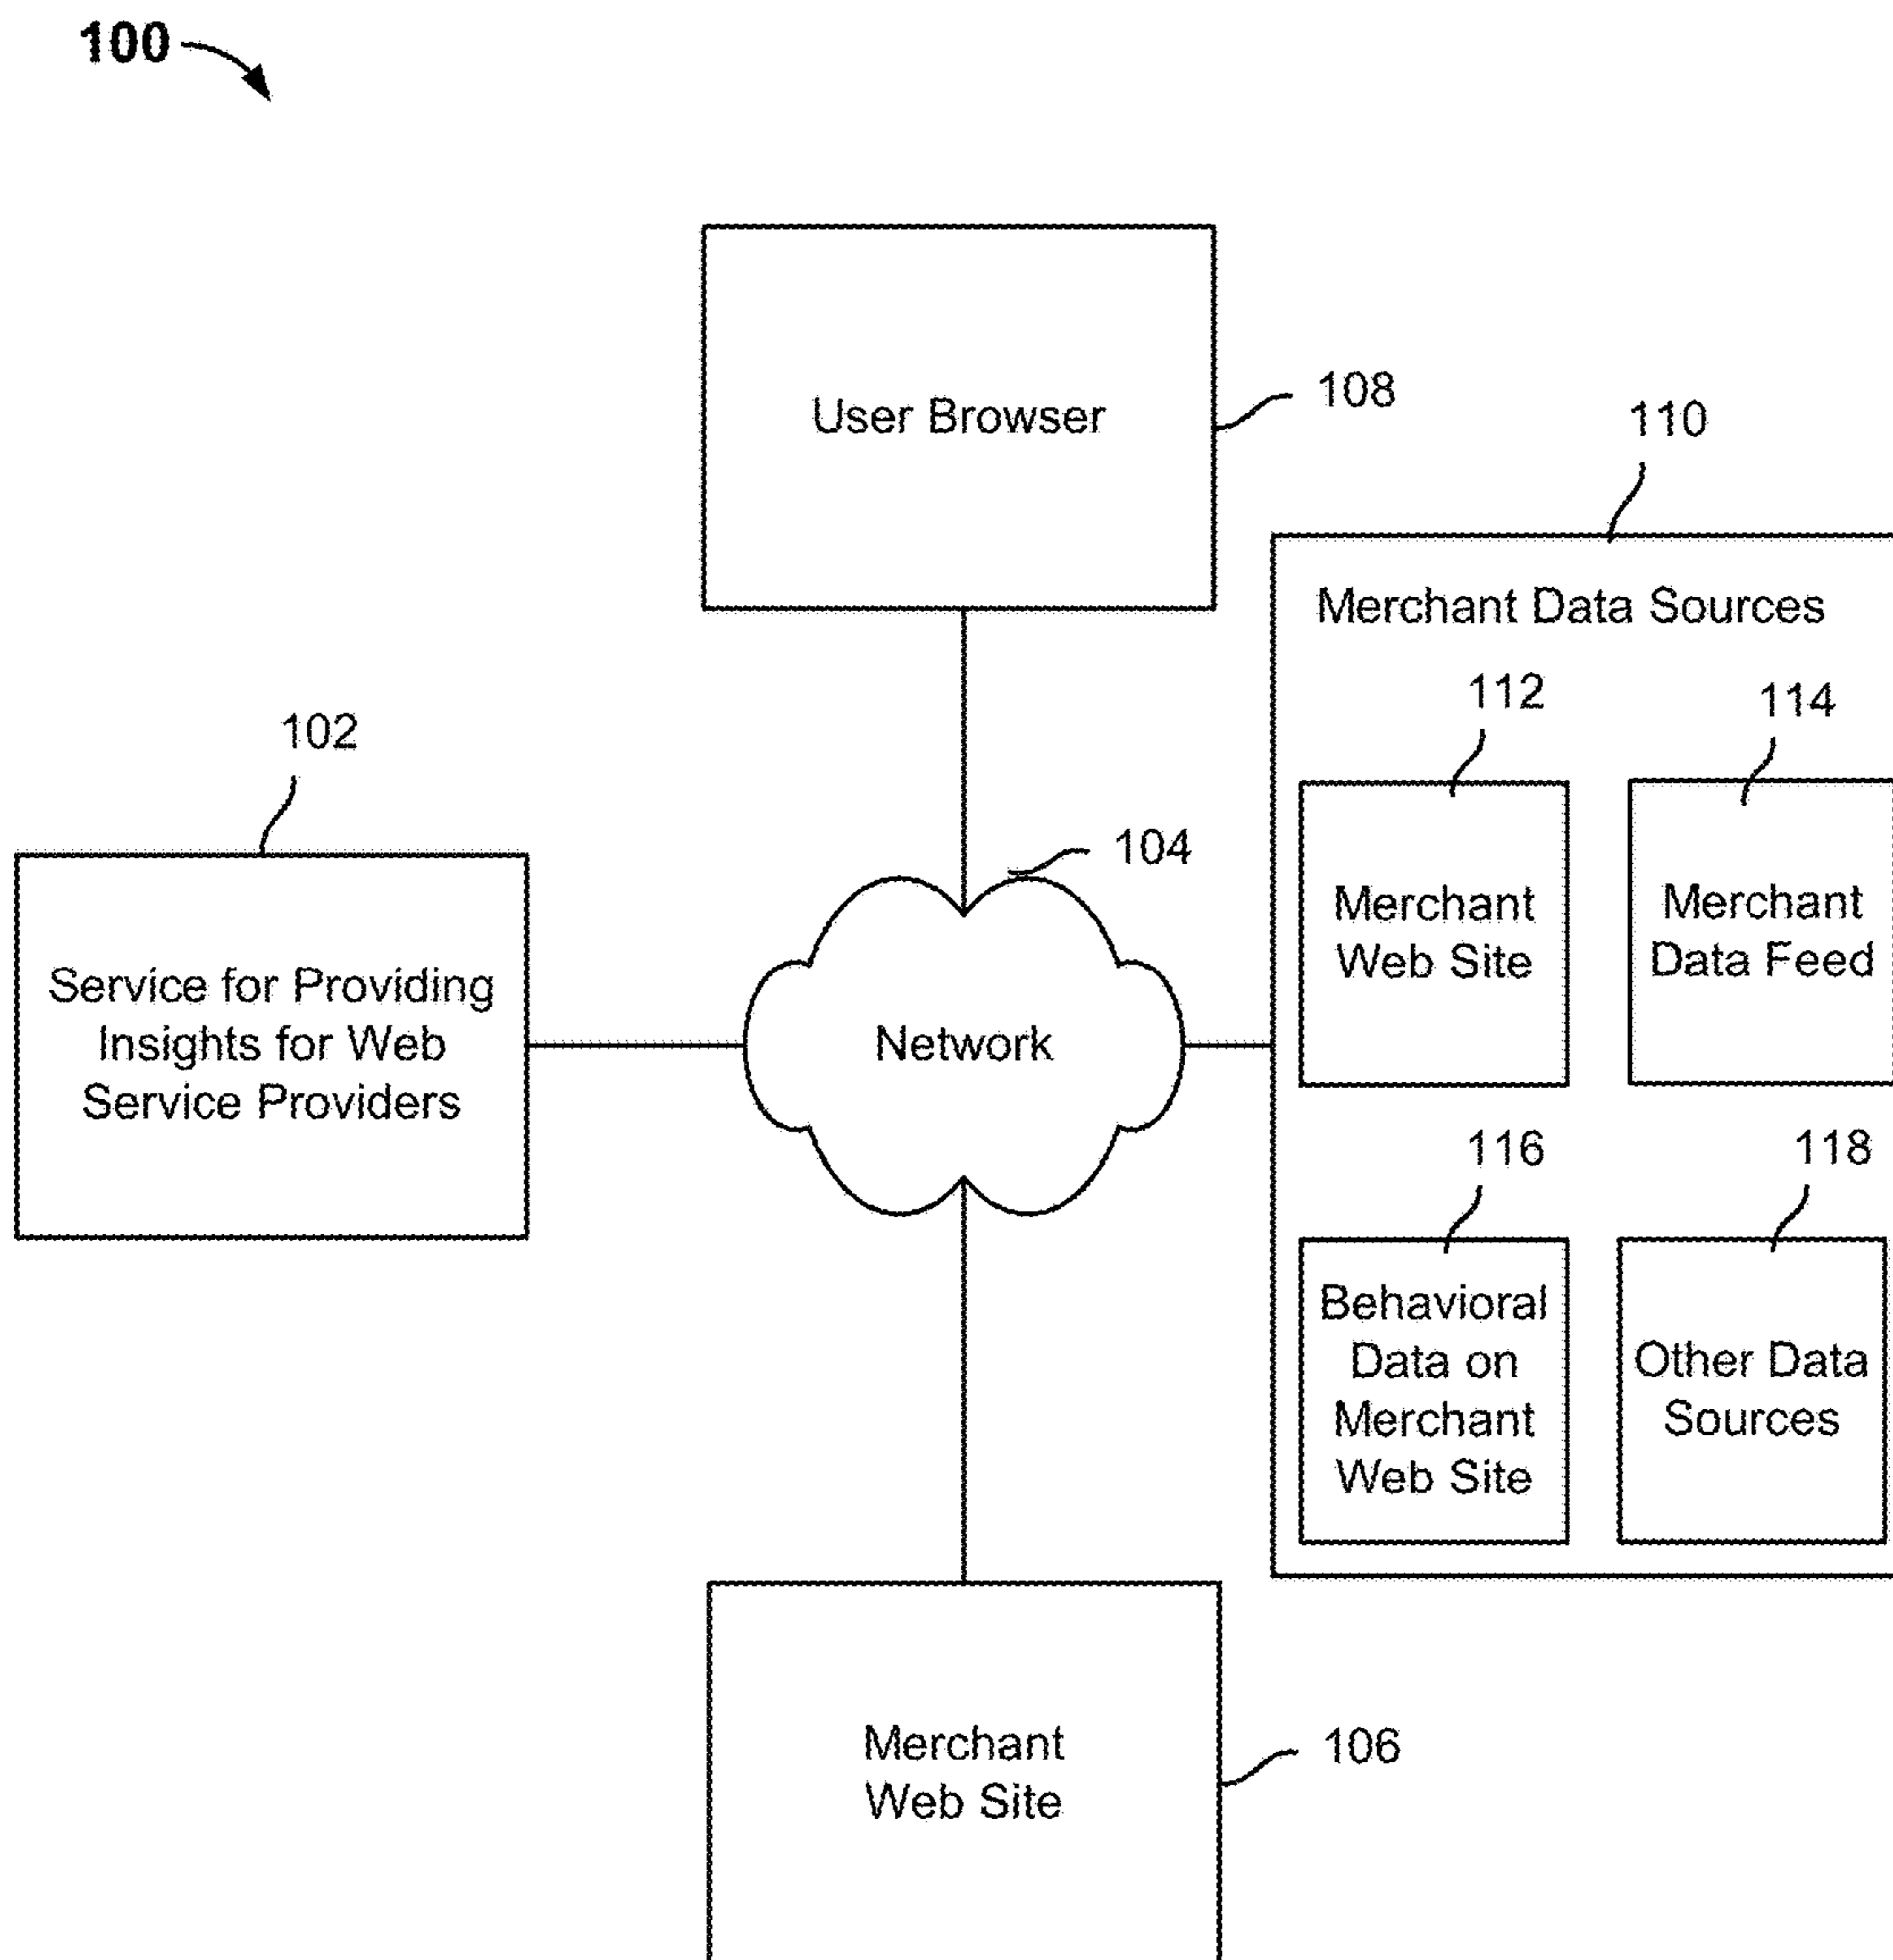 100
User Browser
108
110
Merchant Data Sources
112
114
102
104
Merchant
Web Site
Merchant
Data Feed
Service for Providing
Insights for Web
Service Providers
Network
116
118
Behavioral
Data on
Merchant
Web Site
Other Data
Sources
Merchant
Web Site
106